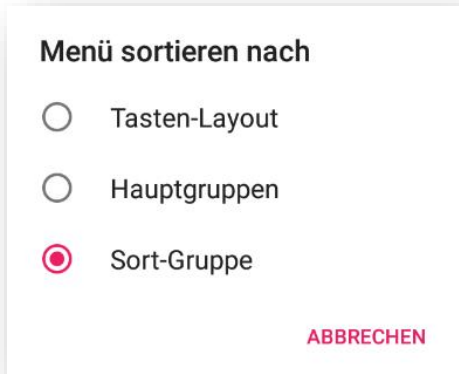 Menü sortieren nach
Tasten-Layout
Hauptgruppen
Sort-Gruppe
ABBRECHEN